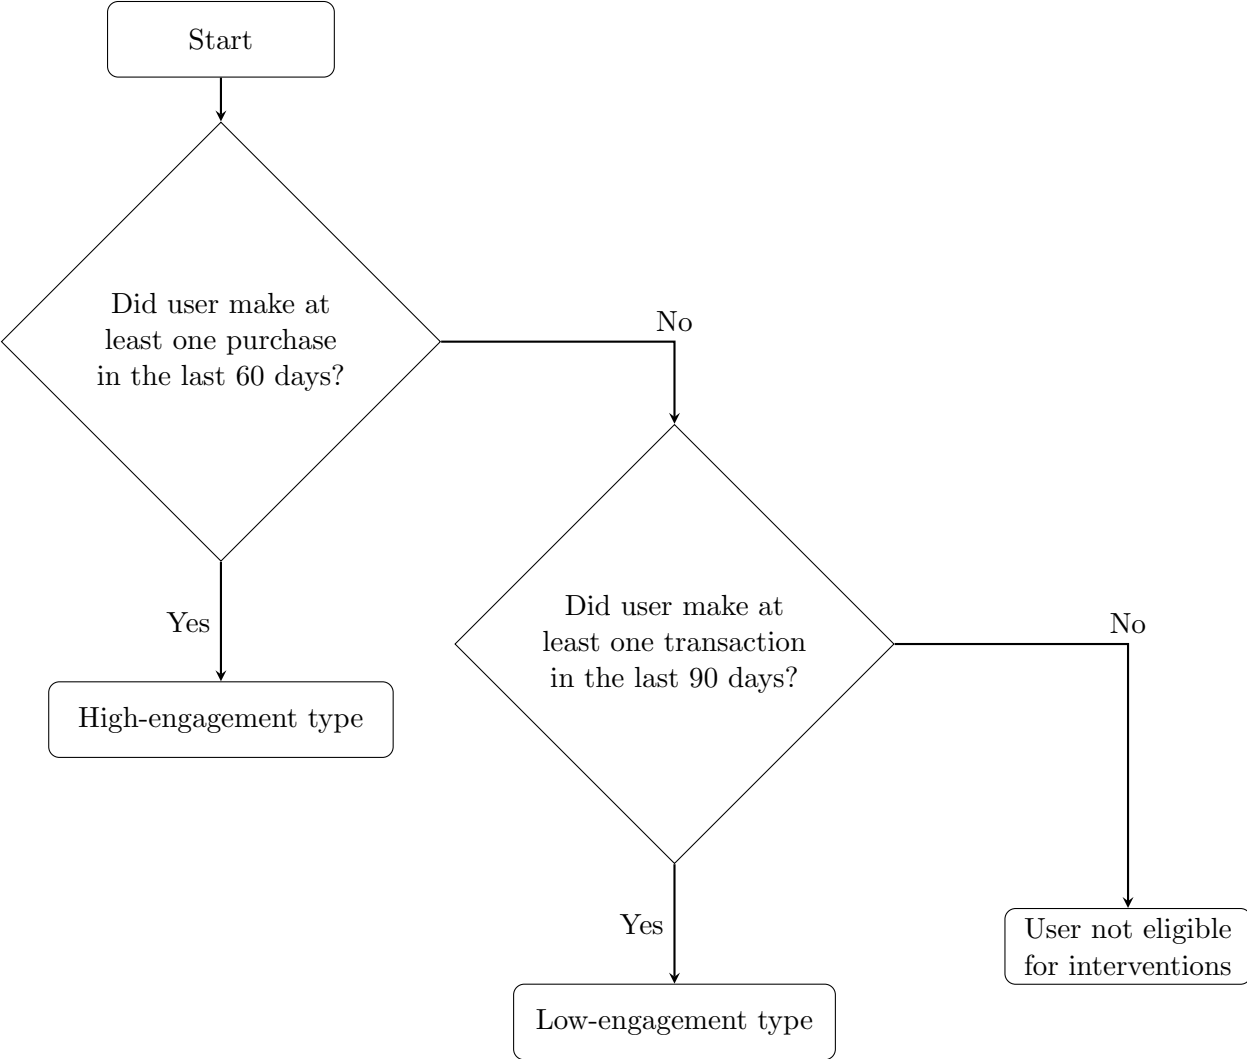 Start
Did user make at
least one purchase
in the last 60 days?
No
Yes
High-engagement type
Did user make at
least one transaction
in the last 90 days?
No
Yes
Low-engagement type
User not eligible
for interventions